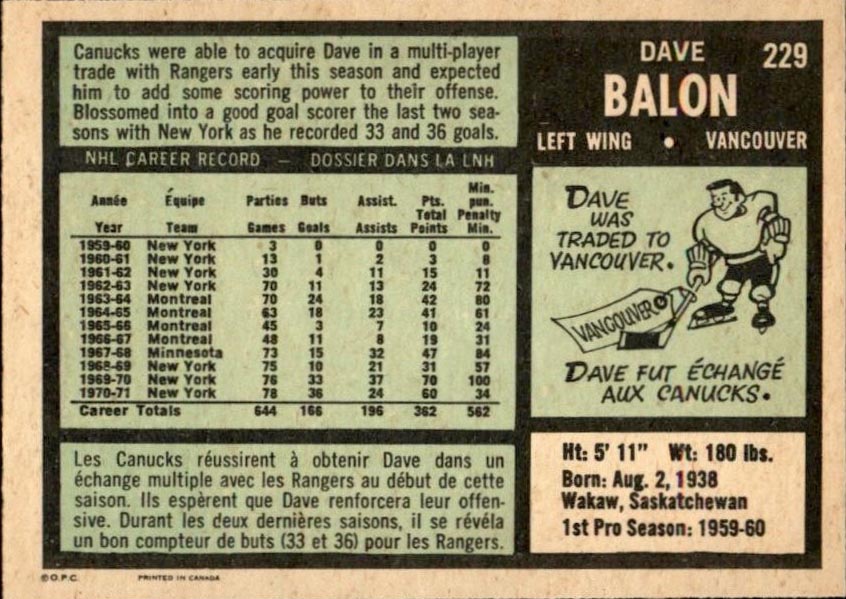 Canucks were able to acquire Dave in a multi-player
trade with Rangers early this season and expected
him to add some scoring power to their offense.
Blossomed into a good goal scorer the last two sea-
sons with New York as he recorded 33 and 36 goals.
DAVE 229
BALON
LEFT WING • VANCOUVER
NHL CAREER RECORD — DOSSIER DANS LA LNH
Année Équipe Parties Buts Assist. Pts. Min. pun.
Year Team Games Goals Assists Total Points Penalty Min.
1959-60 New York 3 0 0 0 0
1960-61 New York 13 1 2 3 8
1961-62 New York 30 4 11 15 11
1962-63 New York 70 11 13 24 72
1963-64 Montreal 70 24 18 42 80
1964-65 Montreal 63 18 23 41 61
1965-66 Montreal 45 3 7 10 24
1966-67 Montreal 48 11 8 19 31
1967-68 Minnesota 73 15 32 47 84
1968-69 New York 75 10 21 31 57
1969-70 New York 76 33 37 70 100
1970-71 New York 78 36 24 60 34
Career Totals 644 166 196 362 562
DAVE
WAS
TRADED TO
VANCOUVER.
VANCOUVER
DAVE FUT ÉCHANGÉ
AUX CANUCKS.
Les Canucks réussirent à obtenir Dave dans un
échange multiple avec les Rangers au début de cette
saison. Ils espèrent que Dave renforcera leur offen-
sive. Durant les deux dernières saisons, il se révéla
un bon compteur de buts (33 et 36) pour les Rangers.
Ht: 5' 11" Wt: 180 lbs.
Born: Aug. 2, 1938
Wakaw, Saskatchewan
1st Pro Season: 1959-60
©O.P.C. PRINTED IN CANADA